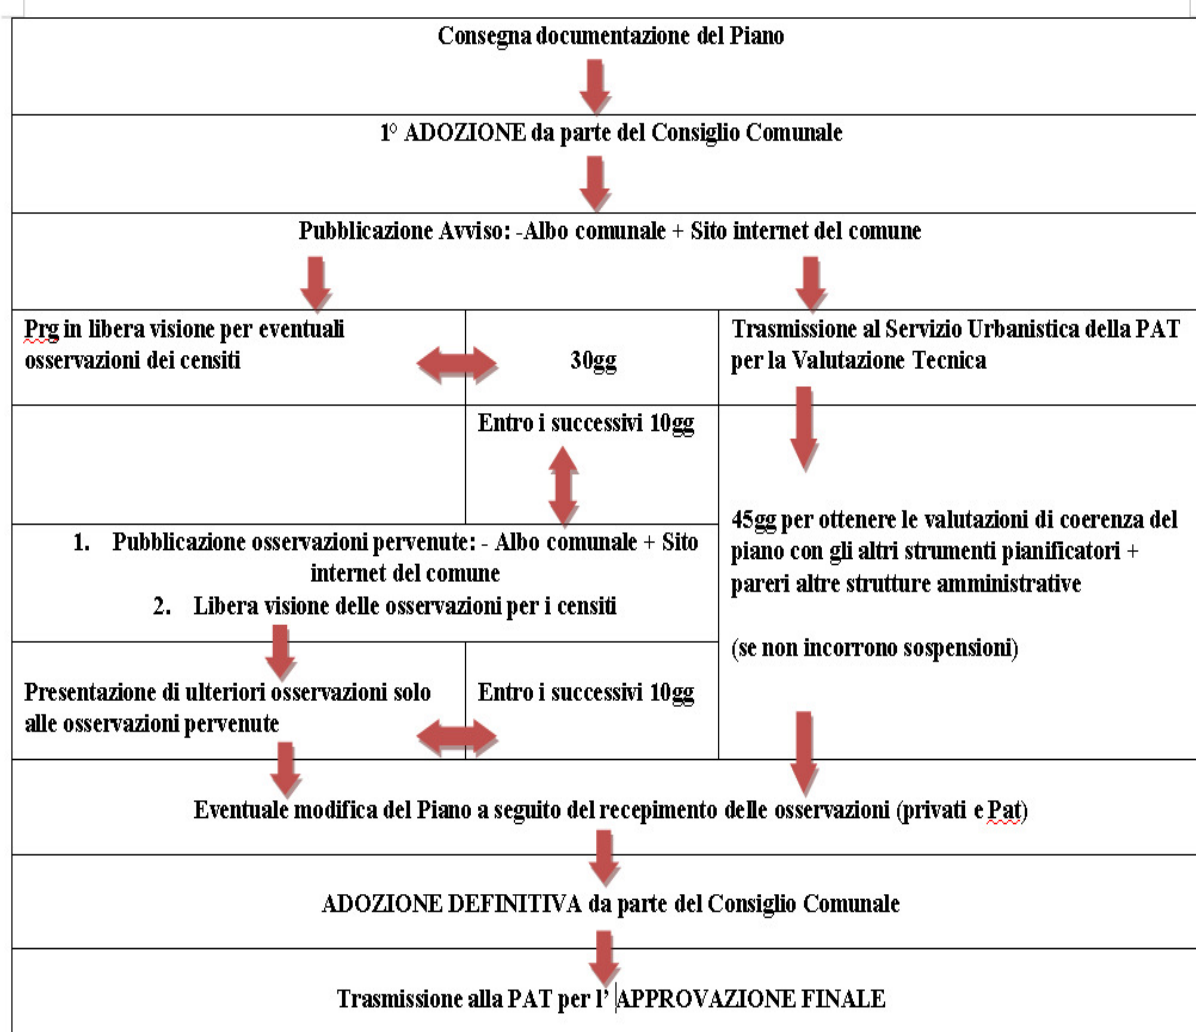 Consegna documentazione del Piano
1° ADOZIONE da parte del Consiglio Comunale
Pubblicazione Avviso: -Albo comunale + Sito internet del comune
Prg in libera visione per eventuali
osservazioni dei censiti
30gg
Trasmissione al Servizio Urbanistica della PAT
per la Valutazione Tecnica
Entro i successivi 10gg
45gg per ottenere le valutazioni di coerenza del
piano con gli altri strumenti pianificatori +
pareri altre strutture amministrative
(se non incorrono sospensioni)
1. Pubblicazione osservazioni pervenute: - Albo comunale + Sito
internet del comune
2. Libera visione delle osservazioni per i censiti
Presentazione di ulteriori osservazioni solo
alle osservazioni pervenute
Entro i successivi 10gg
Eventuale modifica del Piano a seguito del recepimento delle osservazioni (privati e Pat)
ADOZIONE DEFINITIVA da parte del Consiglio Comunale
Trasmissione alla PAT per l' APPROVAZIONE FINALE